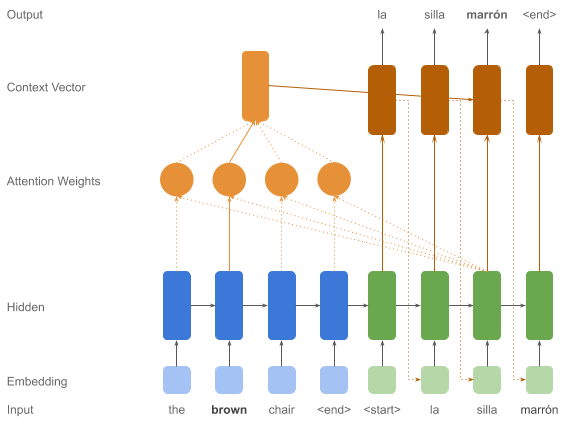 Output la silla marrón <end>
Context Vector
Attention Weights
Hidden
Embedding
Input the brown chair <end> <start> la silla marrón